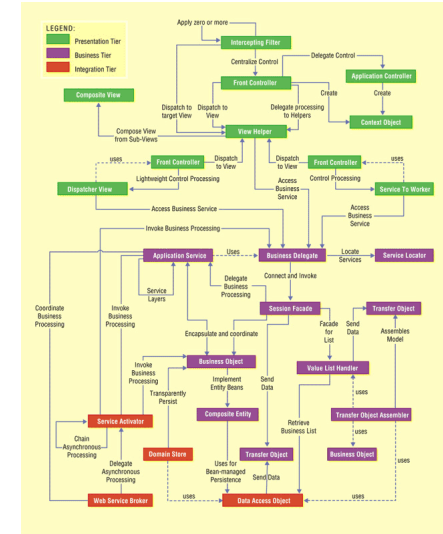 LEGEND:
Presentation Tier
Business Tier
Integration Tier
Apply zero or more
Intercepting Filter
Centralize Control
Delegate Control
Front Controller
Application Controller
Composite View
Dispatch to
target View
Dispatch
to View
Delegate processing
to Helpers
Create
Create
Context Object
Compose View
from Sub-Views
View Helper
uses
Front Controller
Dispatch
to View
Dispatch
to View
Front Controller
uses
Lightweight Control Processing
Access
Business
Service
Control Processing
Dispatcher View
Service To Worker
Access Business Service
Access
Business
Service
Invoke Business Processing
Application Service
Uses
Business Delegate
Locate
Services
Service Locator
Service
Layers
Delegate
Business
Processing
Connect and Invoke
Coordinate
Business
Processing
Invoke
Business
Processing
Session Facade
Transfer Object
Encapsulate and coordinate
Facade
for
List
Send
Data
Assembles
Model
Business Object
Invoke
Business
Processing
Implement
Entity Beans
Send
Data
Value List Handler
Transparently
Persist
uses
Composite Entity
Retrieve
Business List
Transfer Object Assembler
Service Activator
uses
Chain
Asynchronous
Processing
Domain Store
Uses for
Bean-managed
Persistence
Transfer Object
Business Object
uses
Delegate
Asynchronous
Processing
Send Data
uses
uses
Web Service Broker
Data Access Object